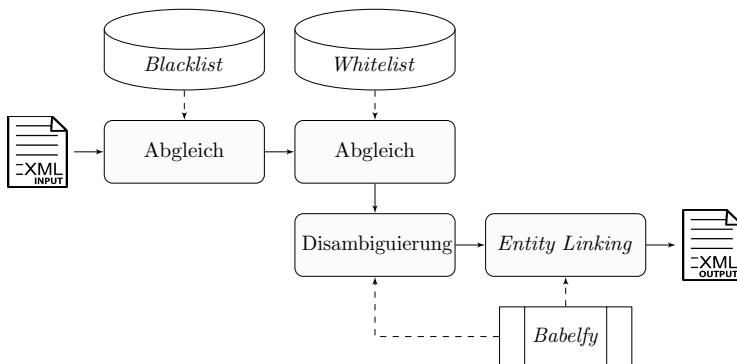 Blacklist
Whitelist
XML
INPUT
Abgleich
Abgleich
Disambiguierung
Entity Linking
XML
OUTPUT
Babelfy